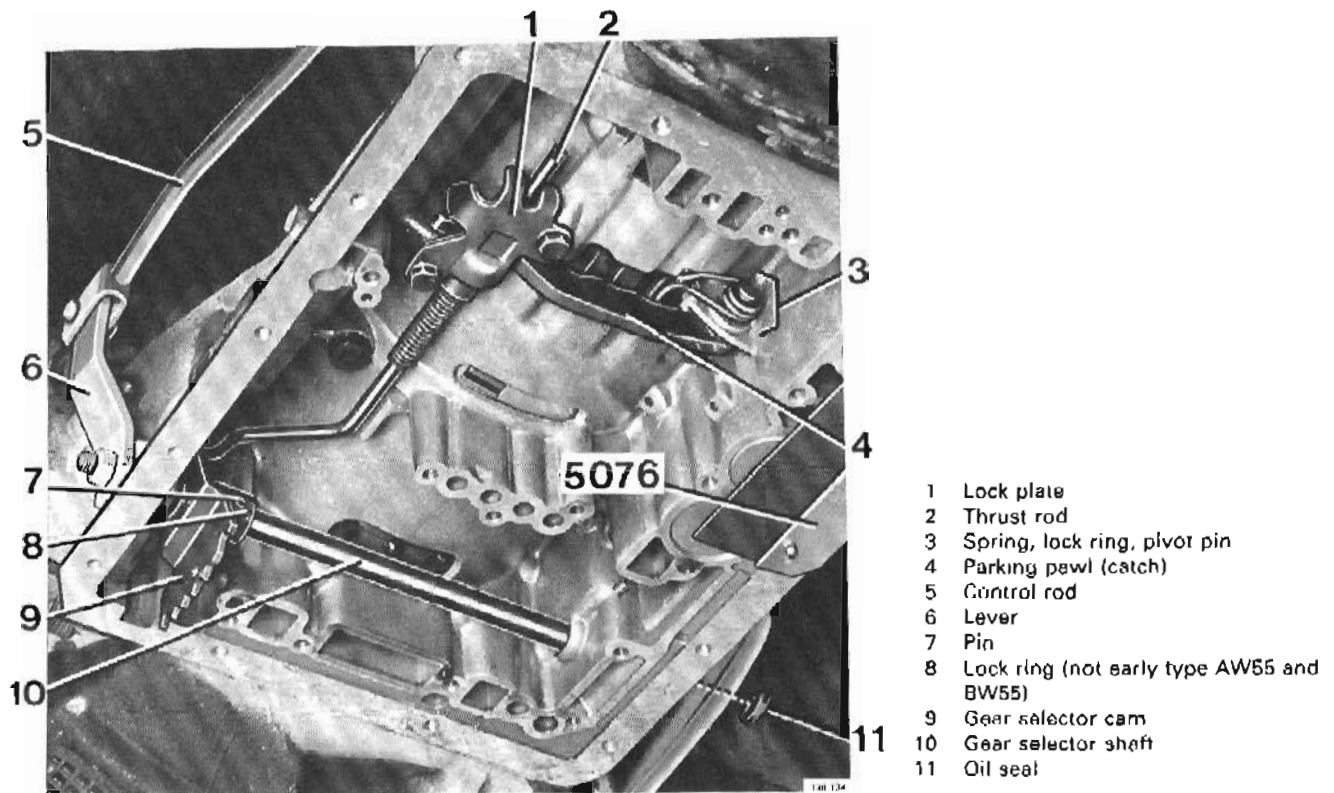 1 2
5
3
6
4
5076
7
8
9
10
11
1 Lock plate
2 Thrust rod
3 Spring, lock ring, pivot pin
4 Parking pawl (catch)
5 Control rod
6 Lever
7 Pin
8 Lock ring (not early type AW55 and
BW55)
9 Gear selector cam
10 Gear selector shaft
11 Oil seal